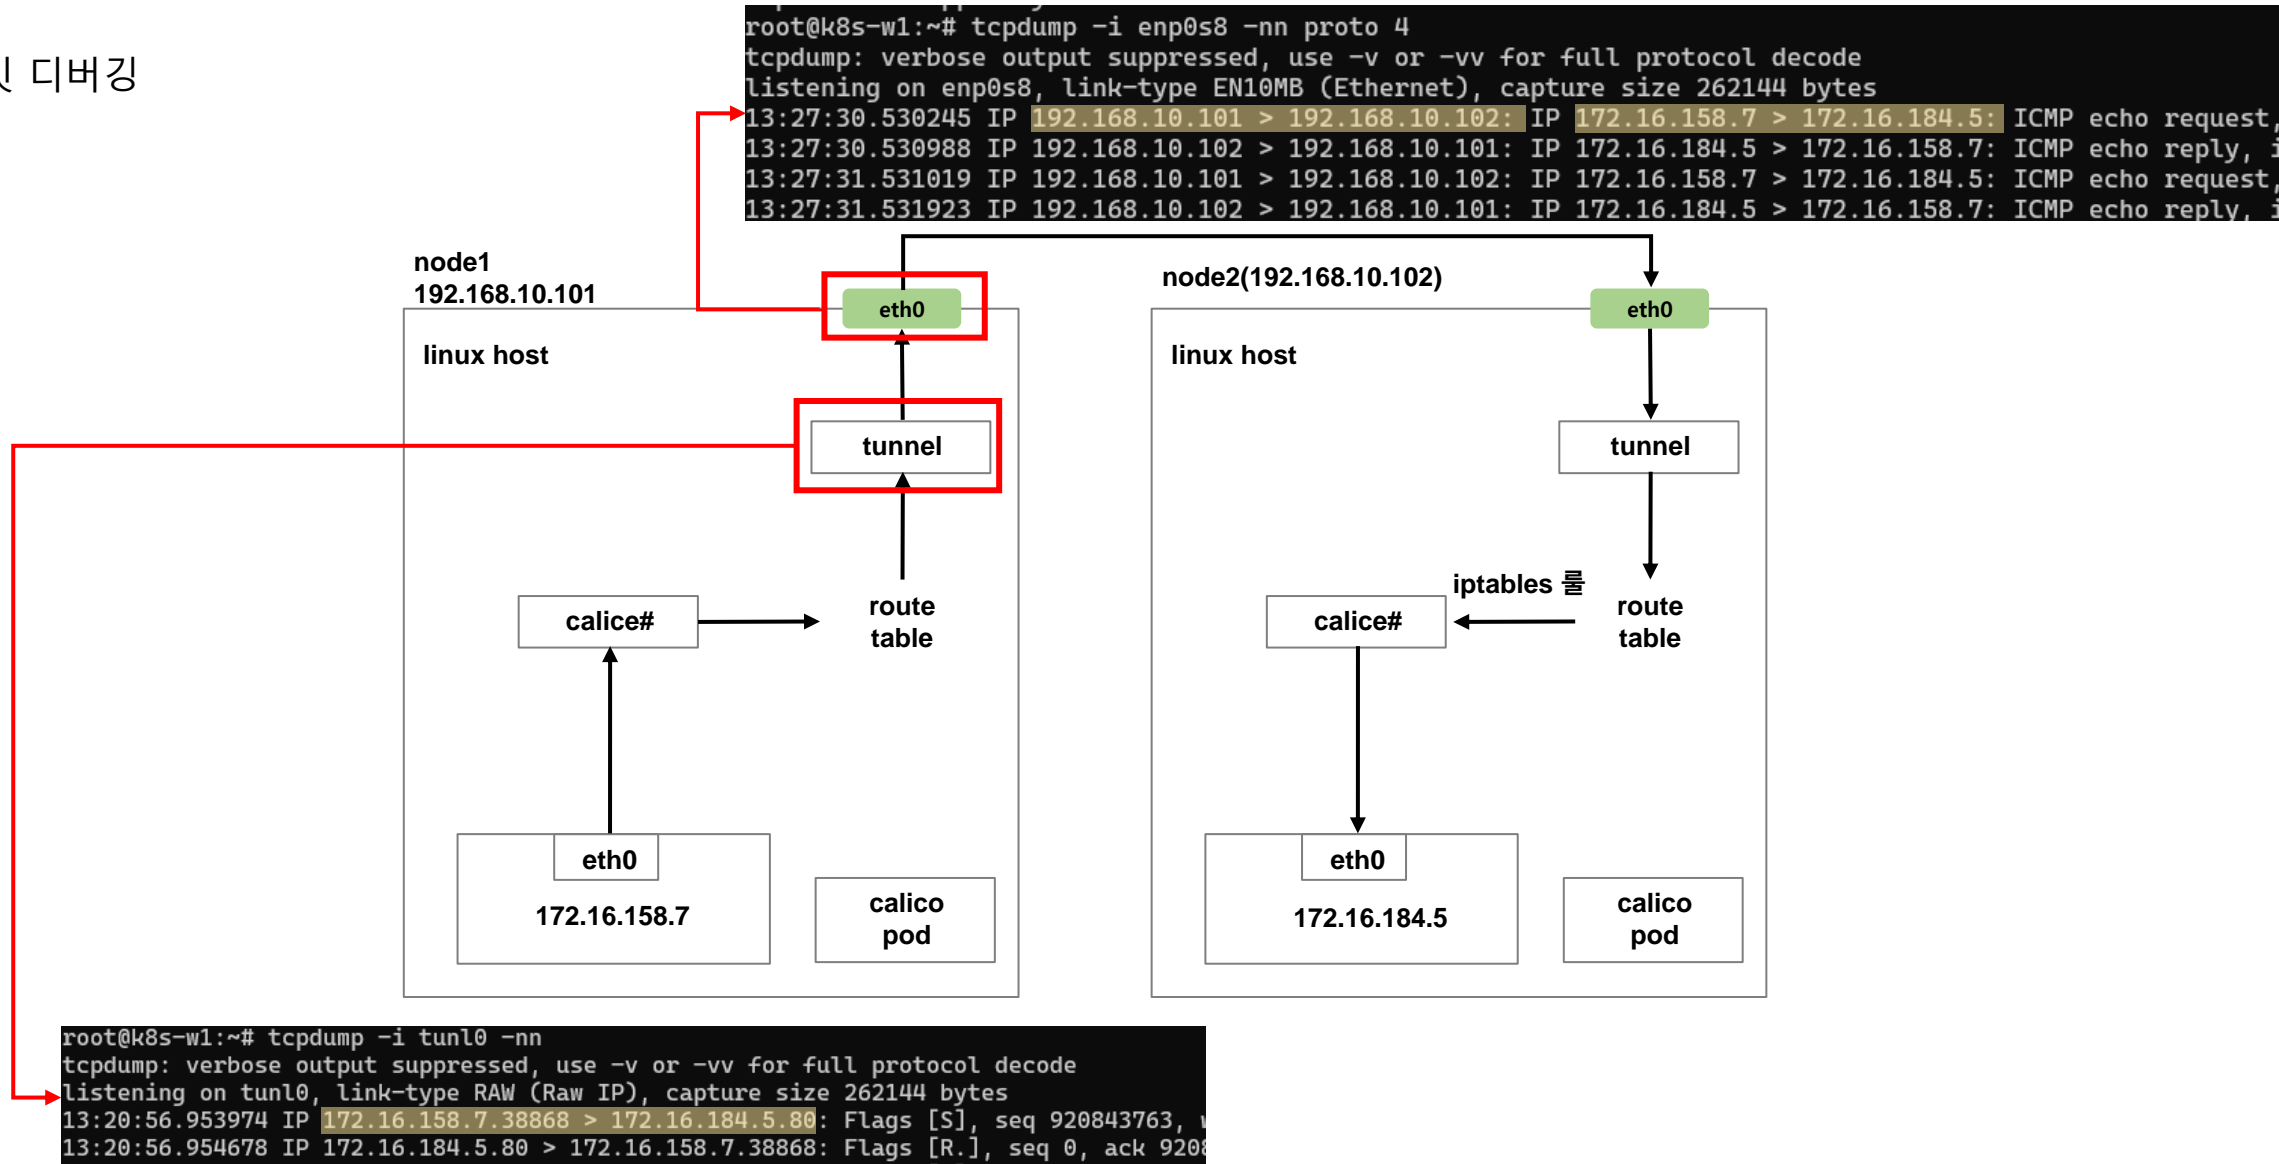 root@k8s-w1:~# tcpdump -i enp0s8 -nn proto 4
tcpdump: verbose output suppressed, use -v or -vv for full protocol decode
listening on enp0s8, link-type EN10MB (Ethernet), capture size 262144 bytes
13:27:30.530245 IP 192.168.10.101 > 192.168.10.102: IP 172.16.158.7 > 172.16.184.5: ICMP echo request,
13:27:30.530988 IP 192.168.10.102 > 192.168.10.101: IP 172.16.184.5 > 172.16.158.7: ICMP echo reply, i
13:27:31.531019 IP 192.168.10.101 > 192.168.10.102: IP 172.16.158.7 > 172.16.184.5: ICMP echo request,
13:27:31.531923 IP 192.168.10.102 > 192.168.10.101: IP 172.16.184.5 > 172.16.158.7: ICMP echo reply, i
디버깅
node1
192.168.10.101
eth0
linux host
tunnel
calice#
route
table
eth0
172.16.158.7
calico
pod
node2(192.168.10.102)
eth0
linux host
tunnel
iptables 룰
calice#
route
table
eth0
172.16.184.5
calico
pod
root@k8s-w1:~# tcpdump -i tunl0 -nn
tcpdump: verbose output suppressed, use -v or -vv for full protocol decode
listening on tunl0, link-type RAW (Raw IP), capture size 262144 bytes
13:20:56.953974 IP 172.16.158.7.38868 > 172.16.184.5.80: Flags [S], seq 920843763,
13:20:56.954678 IP 172.16.184.5.80 > 172.16.158.7.38868: Flags [R.], seq 0, ack 920